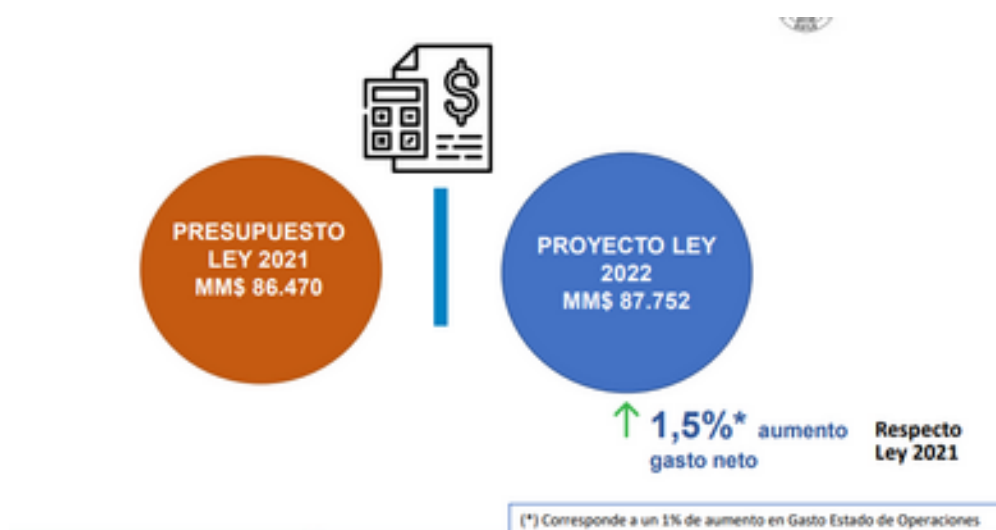 PRESUPUESTO
LEY 2021
MM$ 86.470
PROYECTO LEY
2022
MM$ 87.752
1,5%* aumento
gasto neto
Respecto
Ley 2021
(*) Corresponde a un 1% de aumento en Gasto Estado de Operaciones